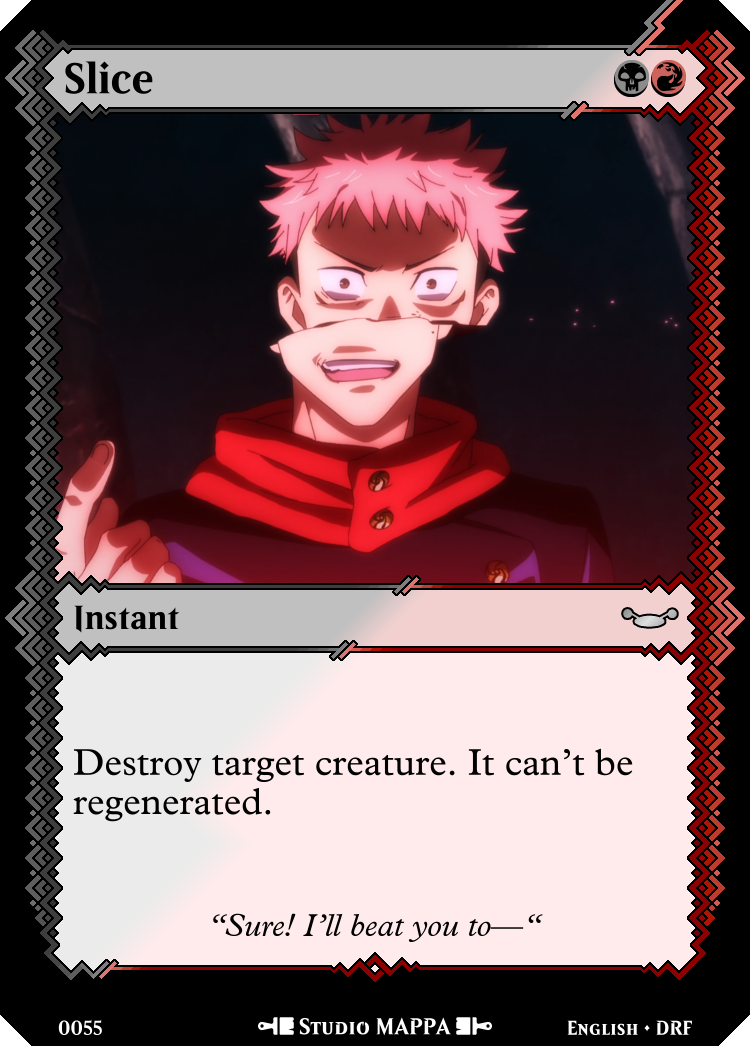 Slice
Instant
Destroy target creature. It can’t be
regenerated.
“Sure! I’ll beat you to—“
0055 Studio MAPPA English • DRF